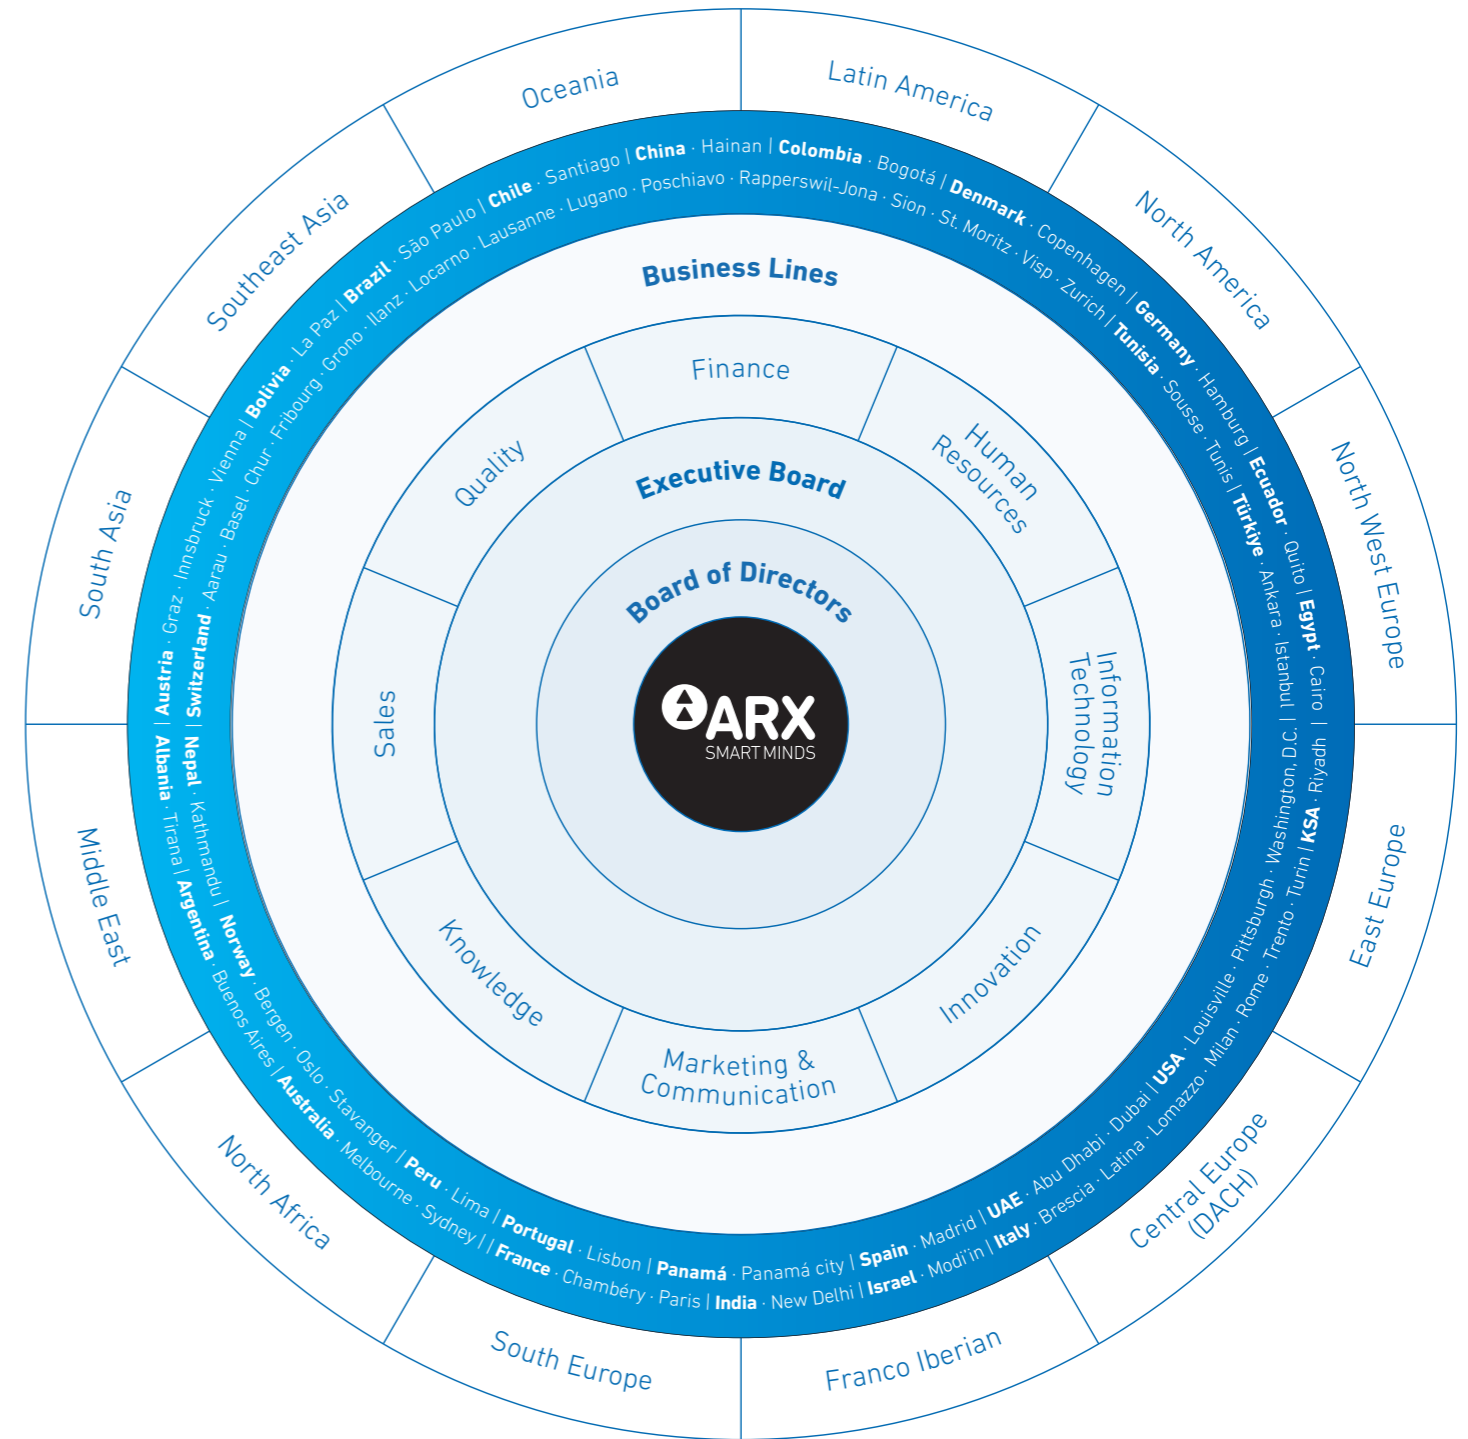 Latin America
North America
North West Europe
East Europe
Central Europe
(DACH)
Franco Iberian
South Europe
North Africa
Middle East
South Asia
Southeast Asia
Oceania
| Austria · Graz · Innsbruck · Vienna | Bolivia · La Paz | Brazil · São Paulo | Chile · Santiago | China · Hainan | Colombia · Bogotá | Denmark · Copenhagen | Germany · Hamburg | Ecuador · Quito | Egypt · Cairo |
| Switzerland · Aarau · Basel · Chur · Fribourg · Grono · Ilanz · Locarno · Lausanne · Lugano · Poschiavo · Rapperswil-Jona · Sion · St. Moritz · Visp · Zurich | Tunisia · Sousse · Tunis | Türkiye · Ankara · Istanbul |
Nepal · Kathmandu | Norway · Bergen · Oslo · Stavanger | Peru · Lima | Portugal · Lisbon | Panamá · Panamá city | Spain · Madrid | UAE · Abu Dhabi · Dubai | USA · Louisville · Pittsburgh · Washington, D.C.
Albania · Tirana | Argentina · Buenos Aires | Australia · Melbourne · Sydney | | France · Chambéry · Paris | India · New Delhi | Israel · Modi'in | Italy · Brescia · Latina · Lomazzo · Milan · Rome · Trento · Turin | KSA · Riyadh
Business Lines
Finance
Human
Resources
Information
Technology
Innovation
Marketing &
Communication
Knowledge
Sales
Quality
Executive Board
Board of Directors
ARX
SMART MINDS